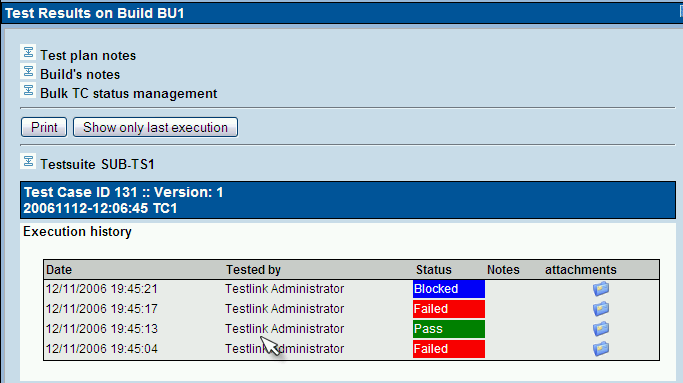 Test Results on Build BU1
Test plan notes
Build's notes
Bulk TC status management
Print Show only last execution
Testsuite SUB-TS1
Test Case ID 131 :: Version: 1
20061112-12:06:45 TC1
Execution history
Date Tested by Status Notes attachments
12/11/2006 19:45:21 Testlink Administrator Blocked
12/11/2006 19:45:17 Testlink Administrator Failed
12/11/2006 19:45:13 Testlink Administrator Pass
12/11/2006 19:45:04 Testlink Administrator Failed